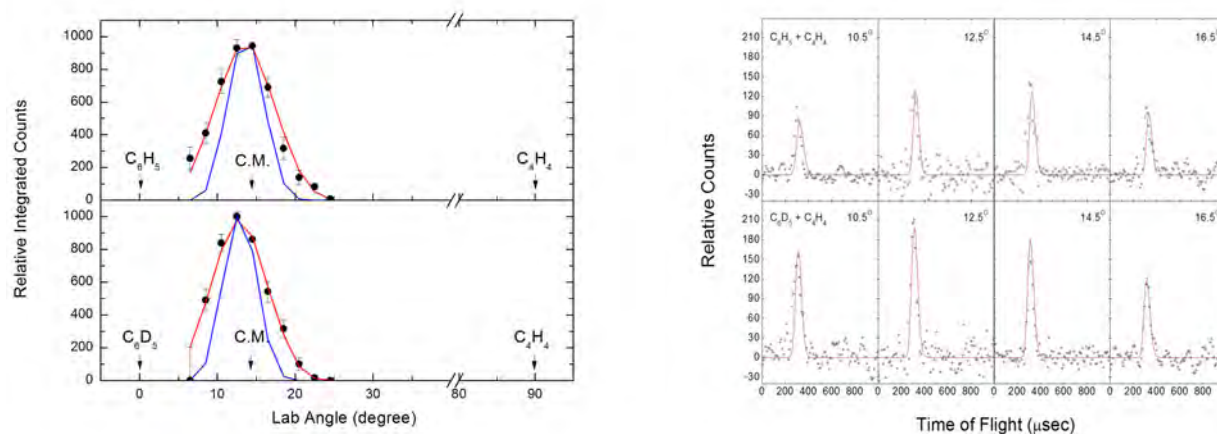 1000
800
600
400
200
0
C₆H₅
C.M.
C₄H₄
1000
800
600
400
200
0
C₆D₅
C.M.
C₄H₄
0 10 20 30 80 90
Lab Angle (degree)
Relative Integrated Counts
210
180
150
120
90
60
30
0
-30
C₆H₅ + C₄H₄
10.5° 12.5° 14.5° 16.5°
210
180
150
120
90
60
30
0
-30
C₆D₅ + C₄H₄
10.5° 12.5° 14.5° 16.5°
0 200 400 600 800 0 200 400 600 800 0 200 400 600 800 0 200 400 600 800
Time of Flight (μsec)
Relative Counts